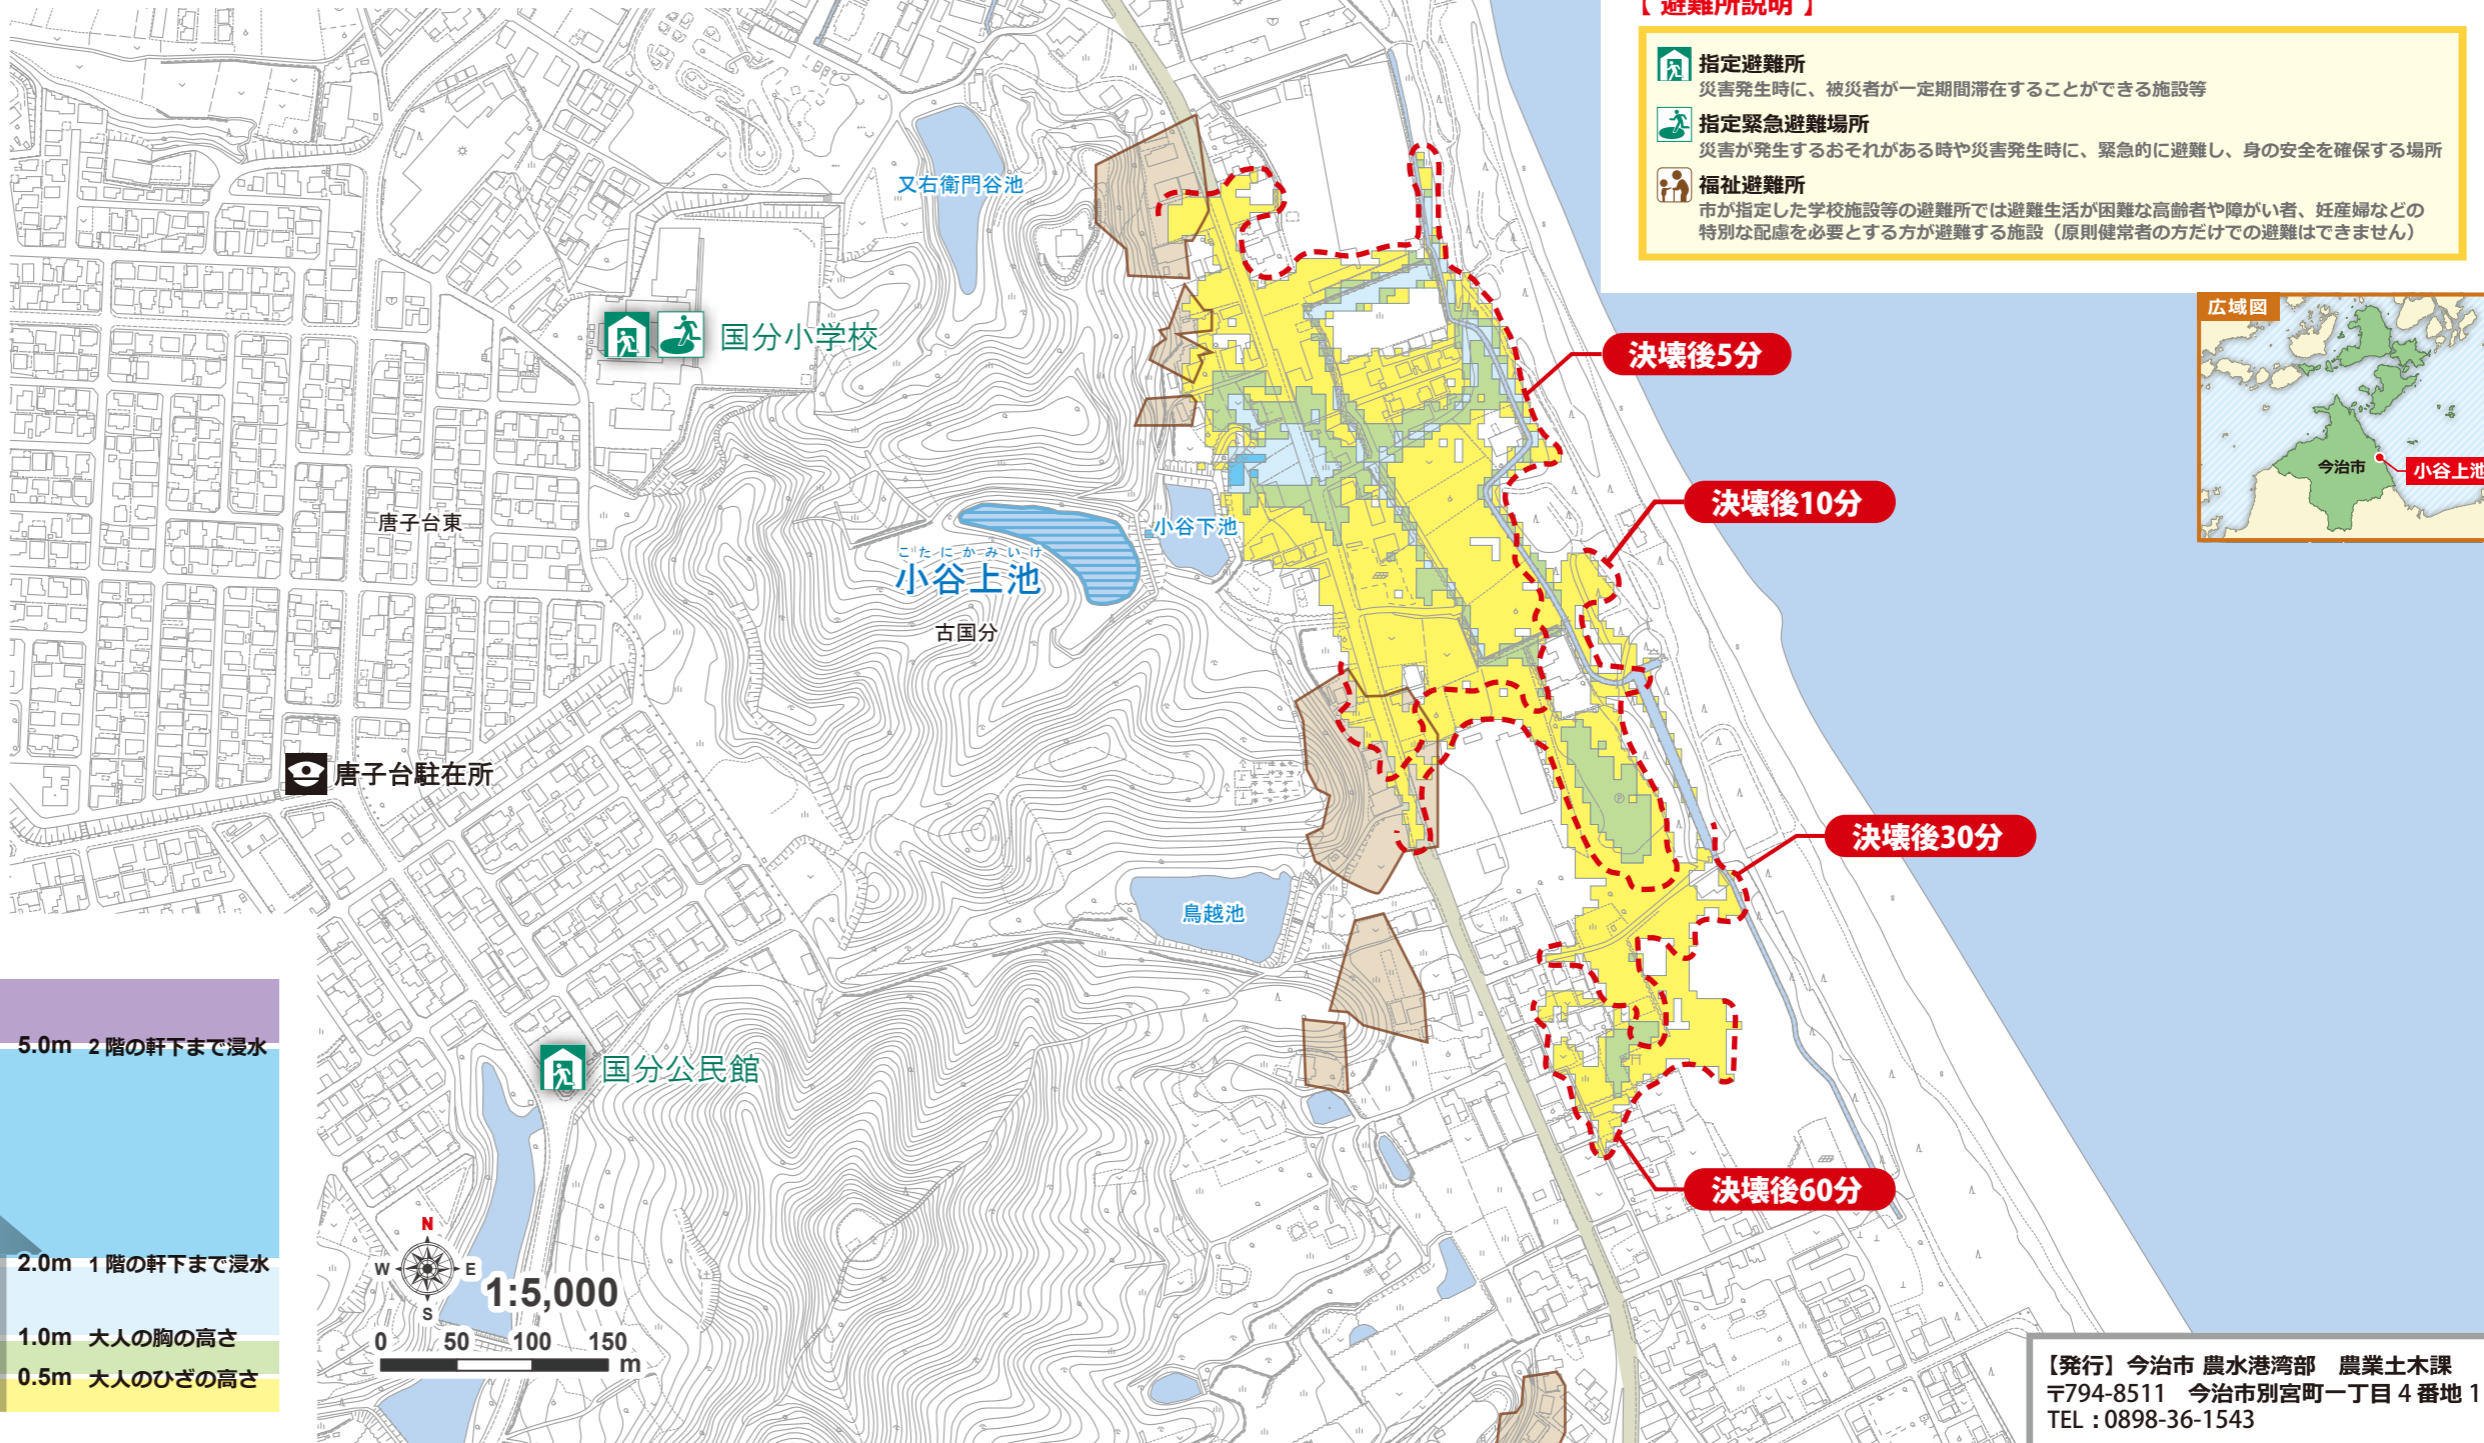 【 避難所説明 】
指定避難所
災害発生時に、被災者が一定期間滞在することができる施設等
指定緊急避難場所
災害が発生するおそれがある時や災害発生時に、緊急的に避難し、身の安全を確保する場所
福祉避難所
市が指定した学校施設等の避難所では避難生活が困難な高齢者や障がい者、妊産婦などの
特別な配慮を必要とする方が避難する施設（原則健常者の方だけでの避難はできません）
又右衛門谷池
広域図
今治市
小谷上池
国分小学校
決壊後5分
決壊後10分
唐子台東
小谷下池
こたにかみいけ
小谷上池
古国分
唐子台駐在所
決壊後30分
鳥越池
国分公民館
決壊後60分
5.0m 2階の軒下まで浸水
2.0m 1階の軒下まで浸水
1.0m 大人の胸の高さ
0.5m 大人のひざの高さ
N
W E
S
1:5,000
0 50 100 150
m
【発行】今治市 農水港湾部 農業土木課
〒794-8511 今治市別宮町一丁目4番地1
TEL：0898-36-1543